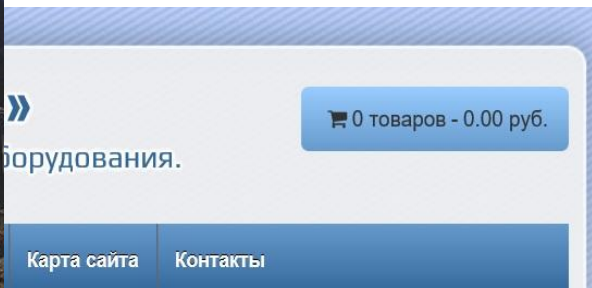 »
0 товаров - 0.00 руб.
борудования.
Карта сайта Контакты